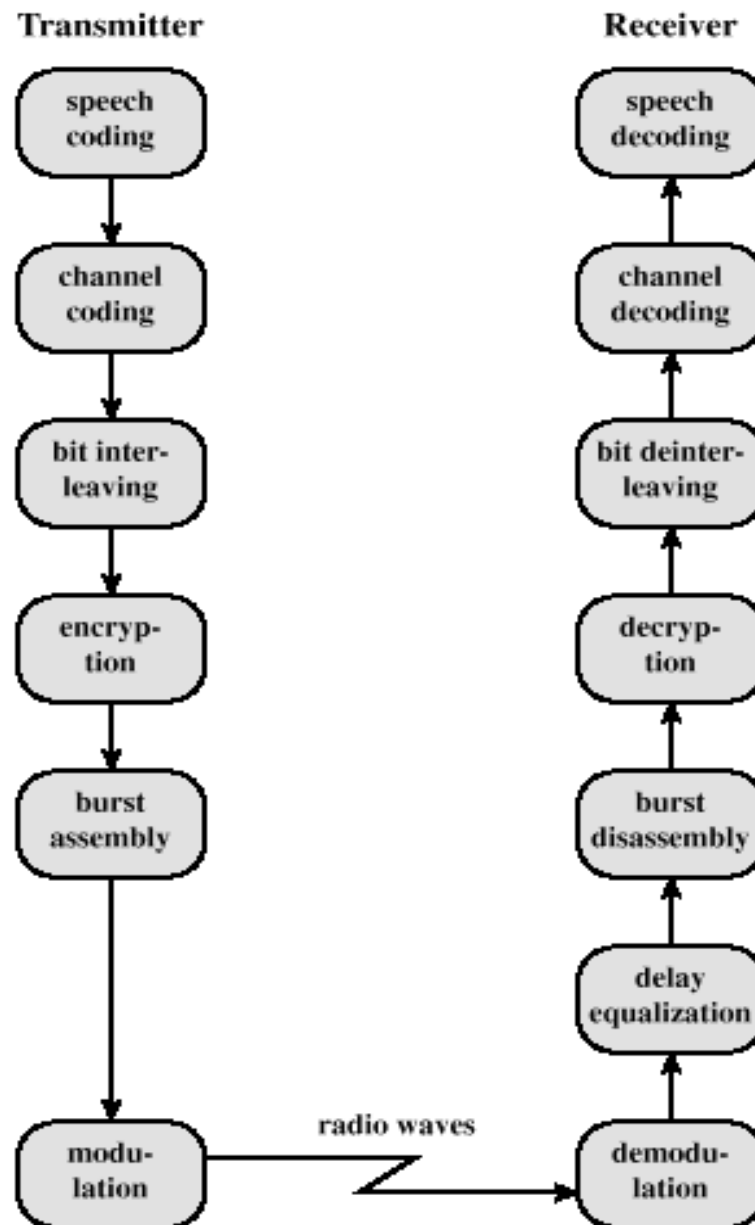 Transmitter
speech
coding
channel
coding
bit inter-
leaving
encryp-
tion
burst
assembly
modu-
lation
radio waves
Receiver
speech
decoding
channel
decoding
bit deinter-
leaving
decryp-
tion
burst
disassembly
delay
equalization
demodu-
lation